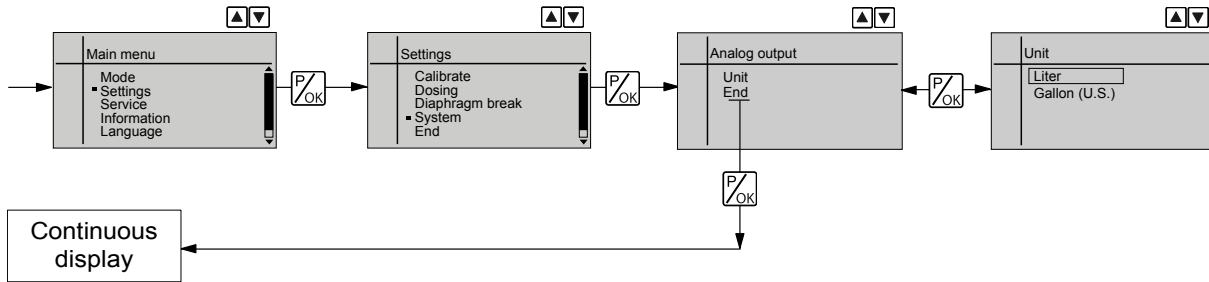 Main menu
Mode
Settings
Service
Information
Language
P/OK
Settings
Calibrate
Dosing
Diaphragm break
System
End
P/OK
Analog output
Unit
End
P/OK
Unit
Liter
Gallon (U.S.)
P/OK
Continuous
display